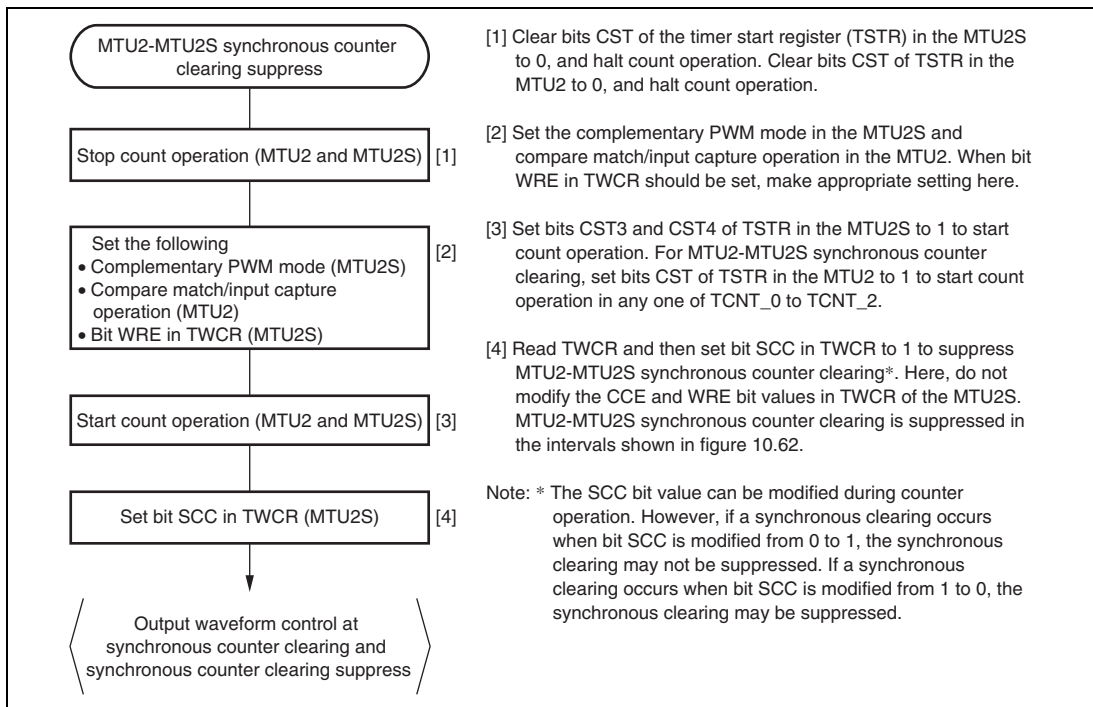 MTU2-MTU2S synchronous counter
clearing suppress
Stop count operation (MTU2 and MTU2S)
[1]
Set the following
• Complementary PWM mode (MTU2S)
• Compare match/input capture
operation (MTU2)
• Bit WRE in TWCR (MTU2S)
[2]
Start count operation (MTU2 and MTU2S)
[3]
Set bit SCC in TWCR (MTU2S)
[4]
Output waveform control at
synchronous counter clearing and
synchronous counter clearing suppress
[1] Clear bits CST of the timer start register (TSTR) in the MTU2S
to 0, and halt count operation. Clear bits CST of TSTR in the
MTU2 to 0, and halt count operation.
[2] Set the complementary PWM mode in the MTU2S and
compare match/input capture operation in the MTU2. When bit
WRE in TWCR should be set, make appropriate setting here.
[3] Set bits CST3 and CST4 of TSTR in the MTU2S to 1 to start
count operation. For MTU2-MTU2S synchronous counter
clearing, set bits CST of TSTR in the MTU2 to 1 to start count
operation in any one of TCNT_0 to TCNT_2.
[4] Read TWCR and then set bit SCC in TWCR to 1 to suppress
MTU2-MTU2S synchronous counter clearing*. Here, do not
modify the CCE and WRE bit values in TWCR of the MTU2S.
MTU2-MTU2S synchronous counter clearing is suppressed in
the intervals shown in figure 10.62.
Note: * The SCC bit value can be modified during counter
operation. However, if a synchronous clearing occurs
when bit SCC is modified from 0 to 1, the synchronous
clearing may not be suppressed. If a synchronous
clearing occurs when bit SCC is modified from 1 to 0, the
synchronous clearing may be suppressed.